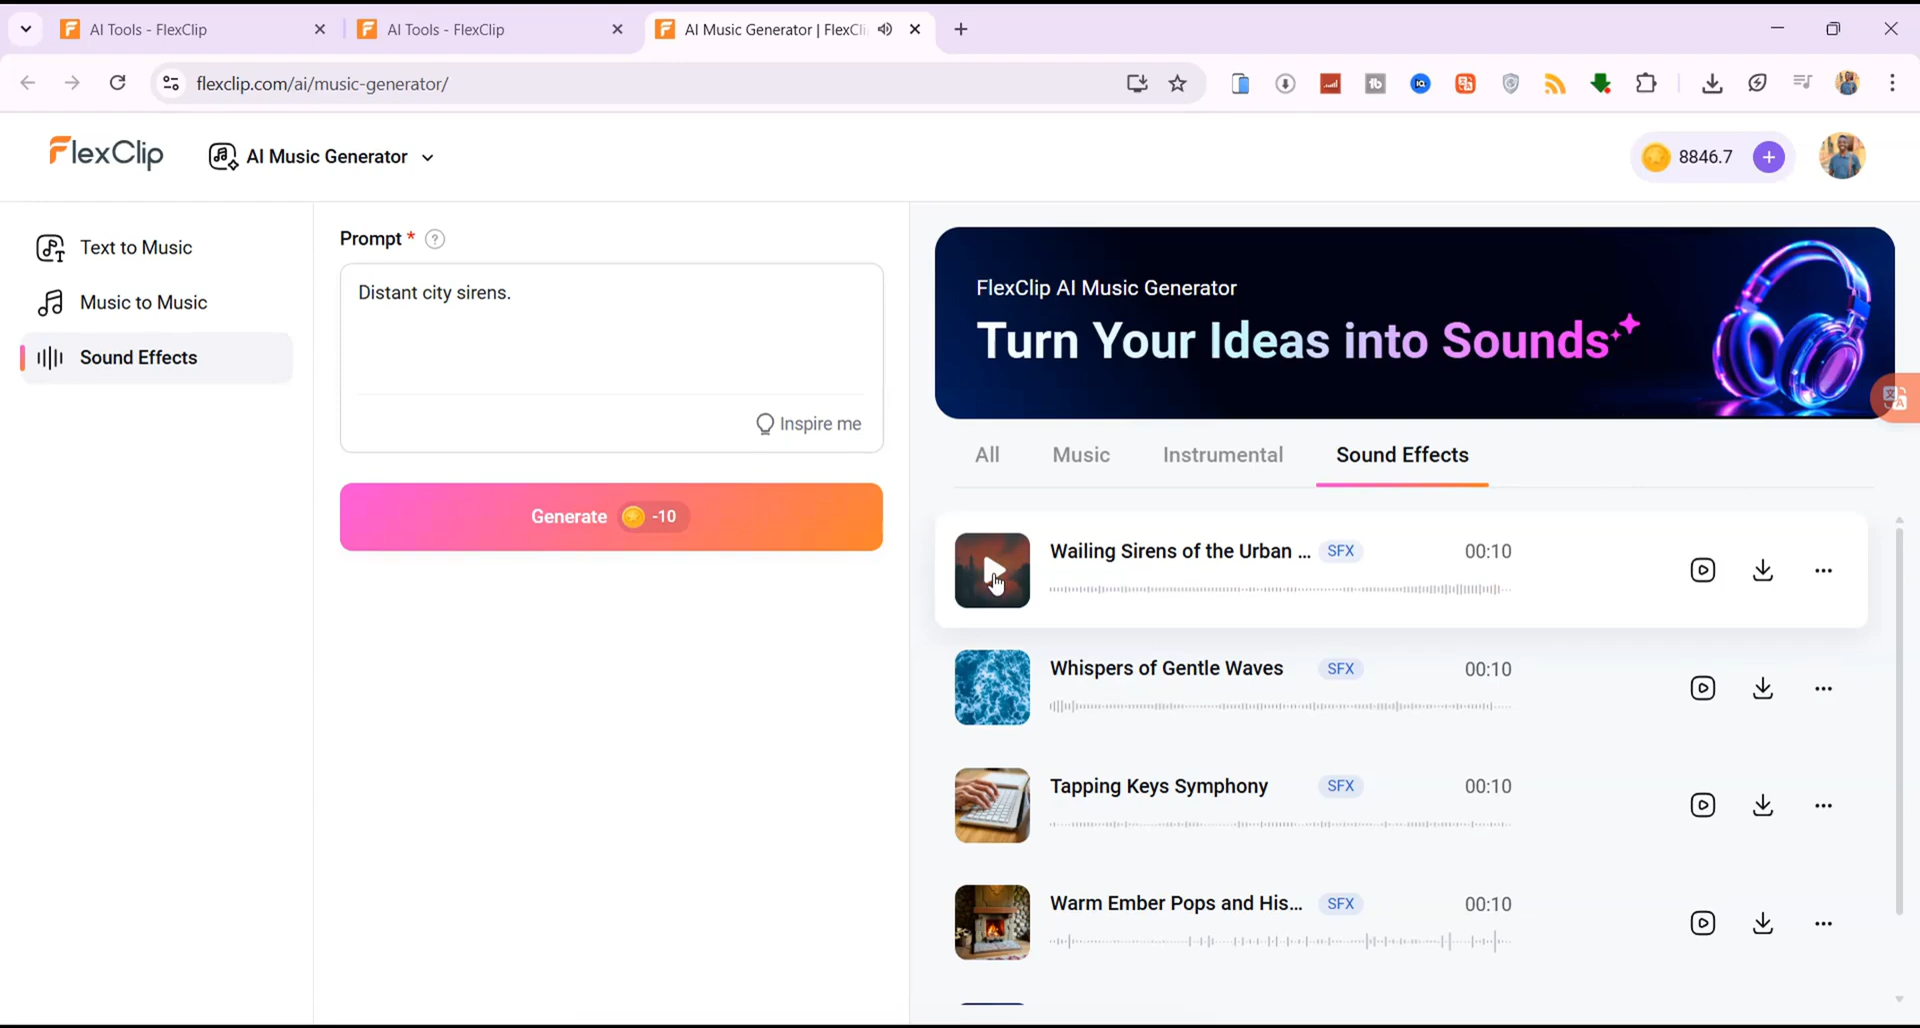 AI Tools - FlexClip
AI Tools - FlexClip
AI Music Generator | FlexCli
flexclip.com/ai/music-generator/
FlexClip
AI Music Generator
8846.7
Text to Music
Music to Music
Sound Effects
Prompt *
Distant city sirens.
Inspire me
Generate -10
FlexClip AI Music Generator
Turn Your Ideas into Sounds
All Music Instrumental Sound Effects
Wailing Sirens of the Urban ... SFX 00:10
Whispers of Gentle Waves SFX 00:10
Tapping Keys Symphony SFX 00:10
Warm Ember Pops and His... SFX 00:10